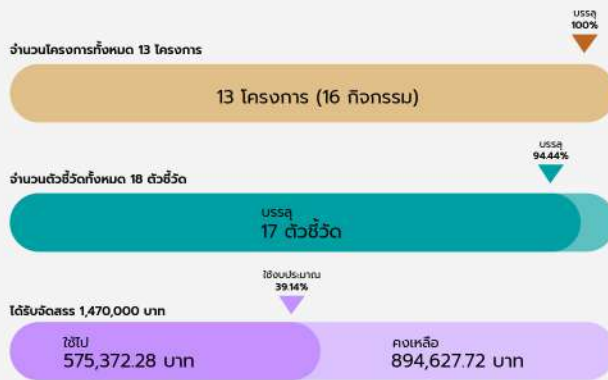 บรรลุ
100%
จำนวนโครงการทั้งหมด 13 โครงการ
13 โครงการ (16 กิจกรรม)
บรรลุ
94.44%
จำนวนตัวชี้วัดทั้งหมด 18 ตัวชี้วัด
บรรลุ
17 ตัวชี้วัด
ใช้งบประมาณ
39.14%
ได้รับจัดสรร 1,470,000 บาท
ใช้ไป
575,372.28 บาท
คงเหลือ
894,627.72 บาท